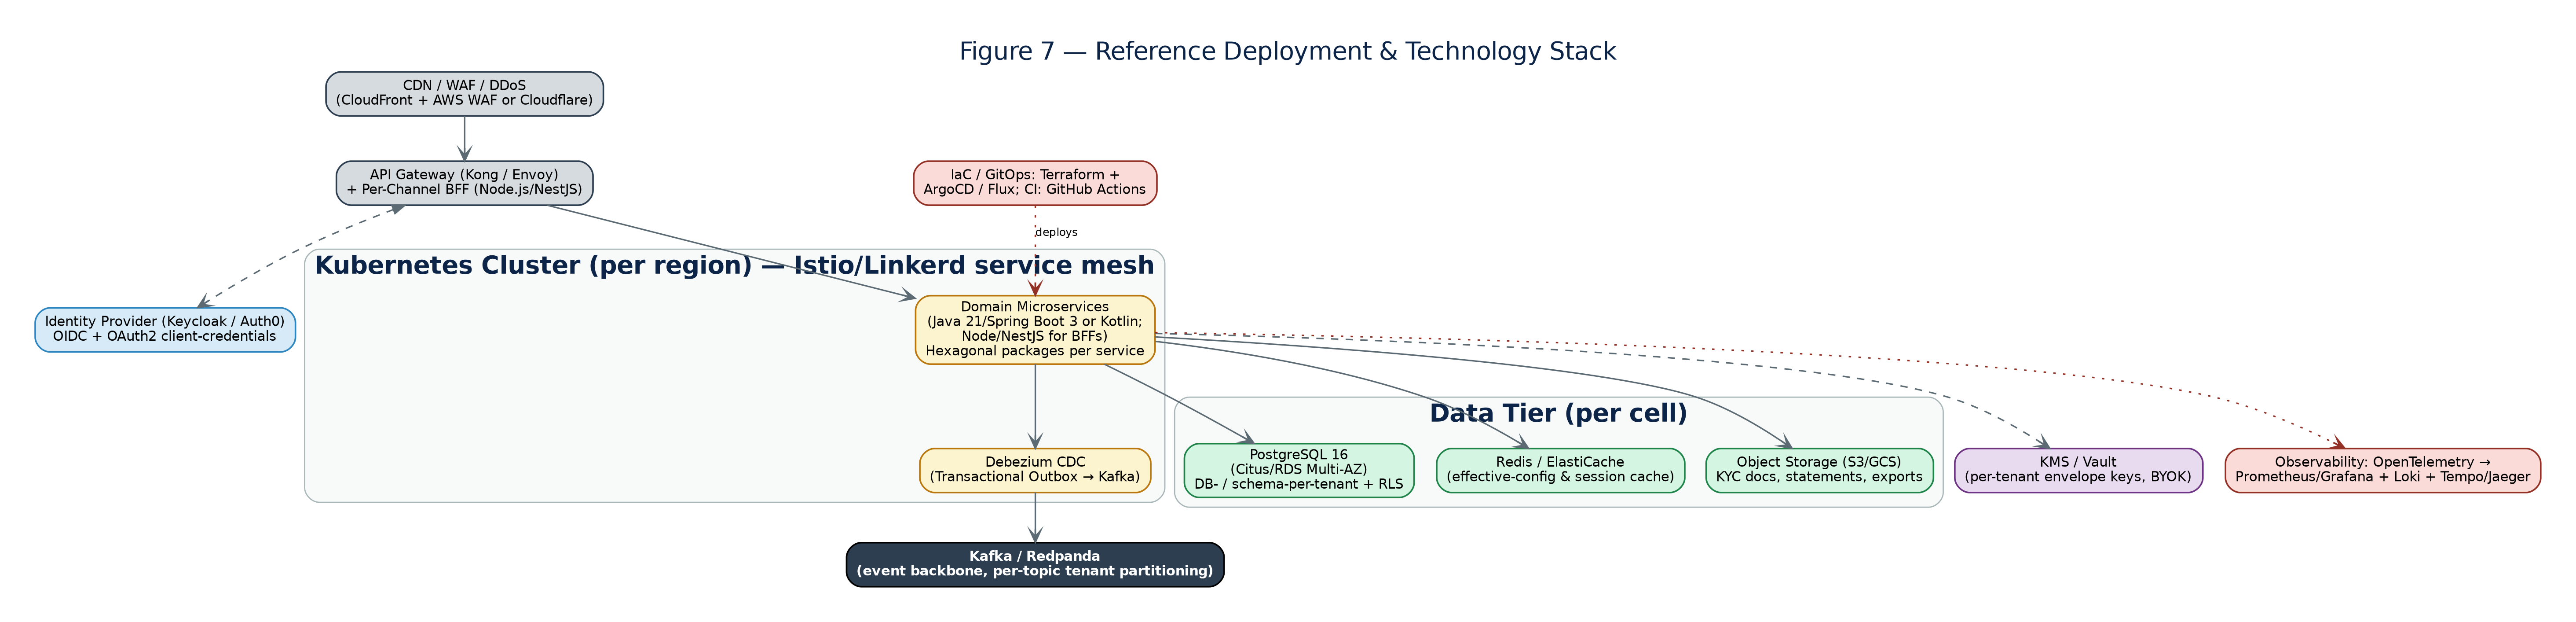 Figure 7 — Reference Deployment & Technology Stack
CDN / WAF / DDoS
(CloudFront + AWS WAF or Cloudflare)
API Gateway (Kong / Envoy)
+ Per-Channel BFF (Node.js/NestJS)
IaC / GitOps: Terraform +
ArgoCD / Flux; CI: GitHub Actions
deploys
Kubernetes Cluster (per region) — Istio/Linkerd service mesh
Identity Provider (Keycloak / Auth0)
OIDC + OAuth2 client-credentials
Domain Microservices
(Java 21/Spring Boot 3 or Kotlin;
Node/NestJS for BFFs)
Hexagonal packages per service
Data Tier (per cell)
Debezium CDC
(Transactional Outbox → Kafka)
PostgreSQL 16
(Citus/RDS Multi-AZ)
DB- / schema-per-tenant + RLS
Redis / ElastiCache
(effective-config & session cache)
Object Storage (S3/GCS)
KYC docs, statements, exports
KMS / Vault
(per-tenant envelope keys, BYOK)
Observability: OpenTelemetry →
Prometheus/Grafana + Loki + Tempo/Jaeger
Kafka / Redpanda
(event backbone, per-topic tenant partitioning)